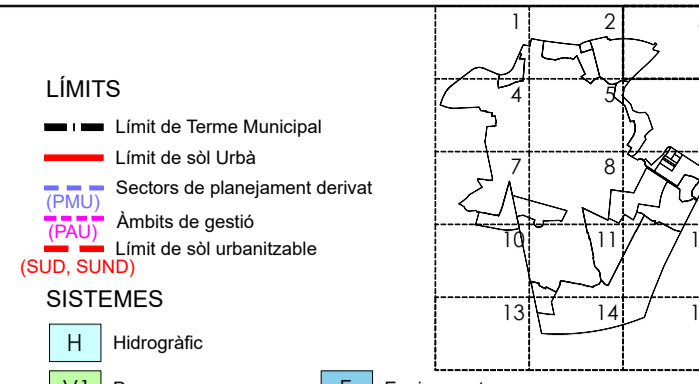 LÍMITS
Límit de Terme Municipal
Límit de sòl Urbà
Sectors de planejament derivat
(PMU)
Àmbits de gestió
(PAU)
Límit de sòl urbanitzable
(SUD, SUND)
SISTEMES
H Hidrogràfic
1 2
4 5
7 8
10 11
13 14